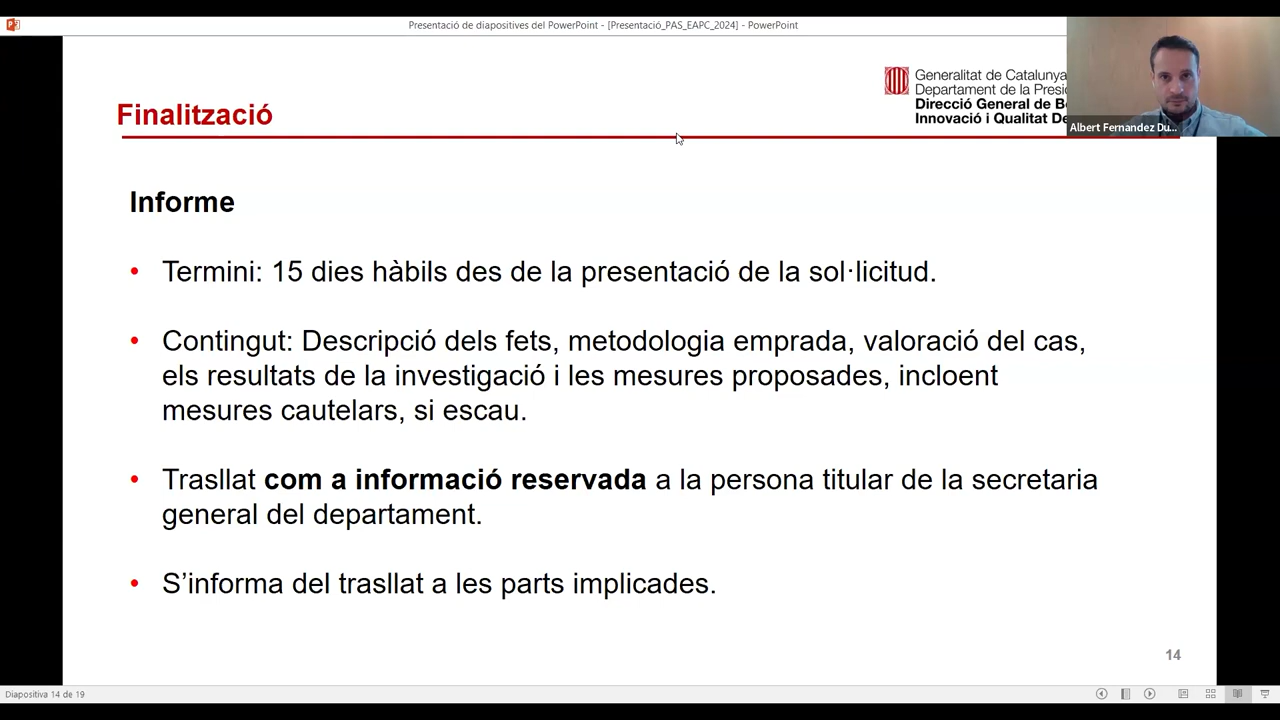 Presentació de diapositives del PowerPoint - [Presentació_PAS_EAPC_2024] - PowerPoint
Generalitat de Catalunya
Departament de la Presi
Direcció General de B
Innovació i Qualitat De
Albert Fernandez Du...
Finalització
Informe
• Termini: 15 dies hàbils des de la presentació de la sol·licitud.
• Contingut: Descripció dels fets, metodologia emprada, valoració del cas,
els resultats de la investigació i les mesures proposades, incloent
mesures cautelars, si escau.
• Trasllat com a informació reservada a la persona titular de la secretaria
general del departament.
• S’informa del trasllat a les parts implicades.
14
Diapositiva 14 de 19